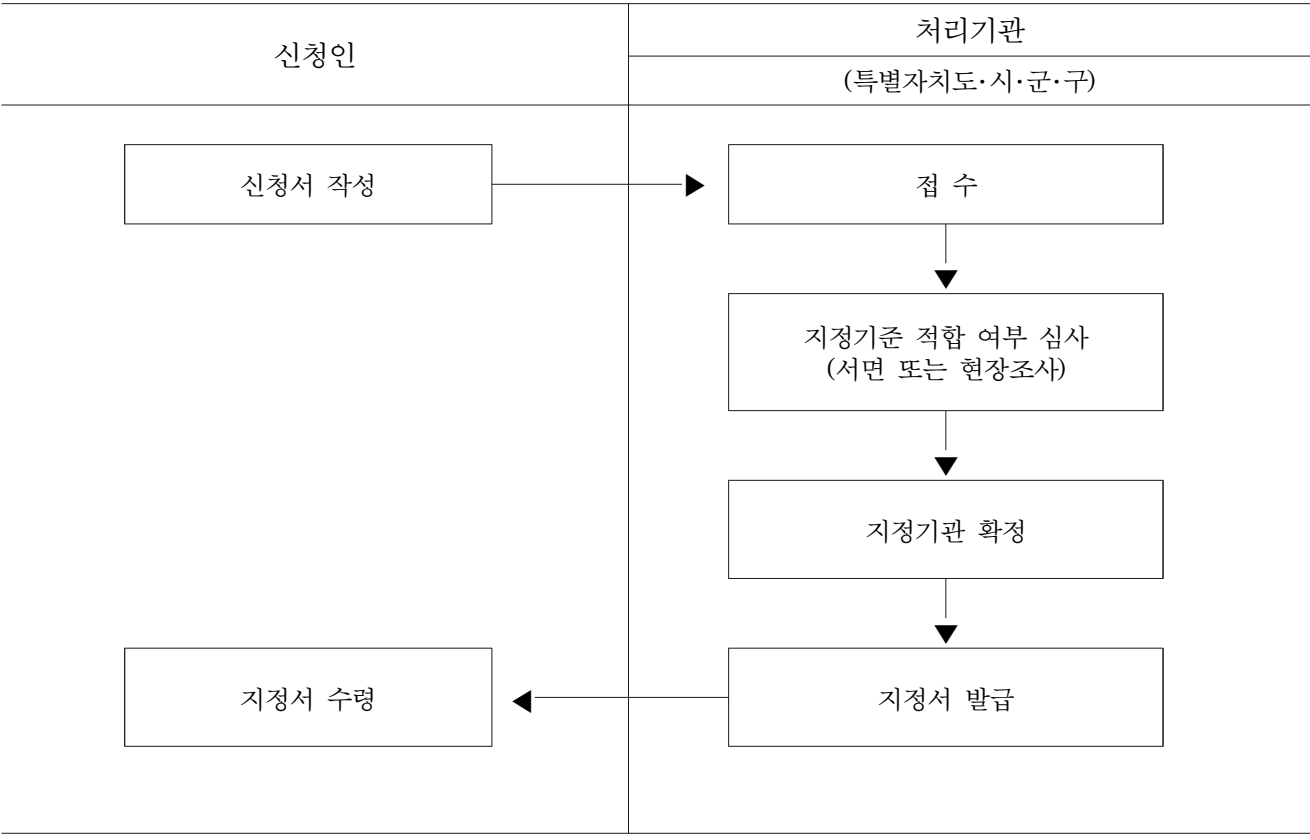 신청인
처리기관
(특별자치도·시·군·구)
신청서 작성
접 수
지정기준 적합 여부 심사
(서면 또는 현장조사)
지정기관 확정
지정서 수령
지정서 발급